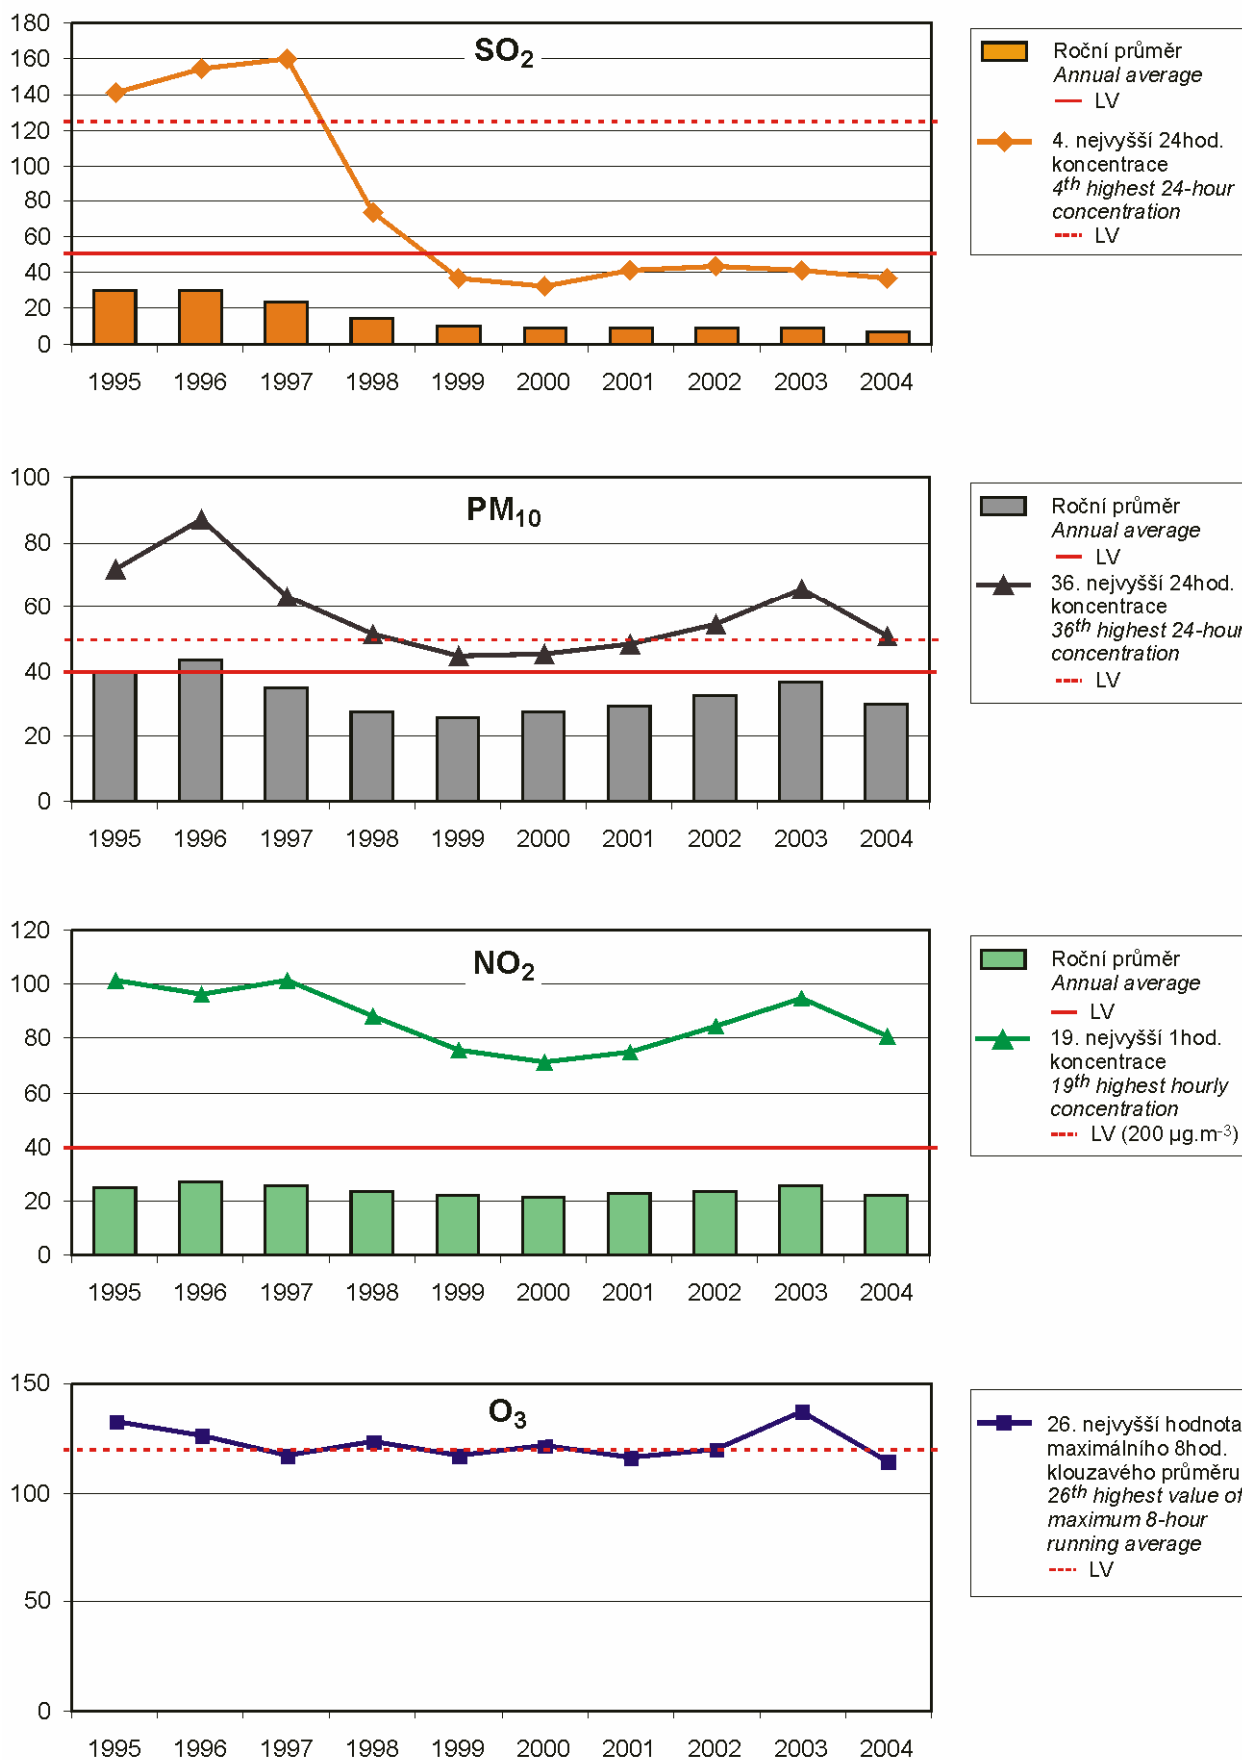 SO2
180
160
140
120
100
80
60
40
20
0
1995 1996 1997 1998 1999 2000 2001 2002 2003 2004
Roční průměr
Annual average
LV
4. nejvyšší 24hod.
koncentrace
4th highest 24-hour
concentration
LV
PM10
100
80
60
40
20
0
1995 1996 1997 1998 1999 2000 2001 2002 2003 2004
Roční průměr
Annual average
LV
36. nejvyšší 24hod.
koncentrace
36th highest 24-hour
concentration
LV
NO2
120
100
80
60
40
20
0
1995 1996 1997 1998 1999 2000 2001 2002 2003 2004
Roční průměr
Annual average
LV
19. nejvyšší 1hod.
koncentrace
19th highest hourly
concentration
LV (200 µg.m-3)
O3
150
100
50
0
1995 1996 1997 1998 1999 2000 2001 2002 2003 2004
26. nejvyšší hodnota
maximálního 8hod.
klouzavého průměru
26th highest value of
maximum 8-hour
running average
LV